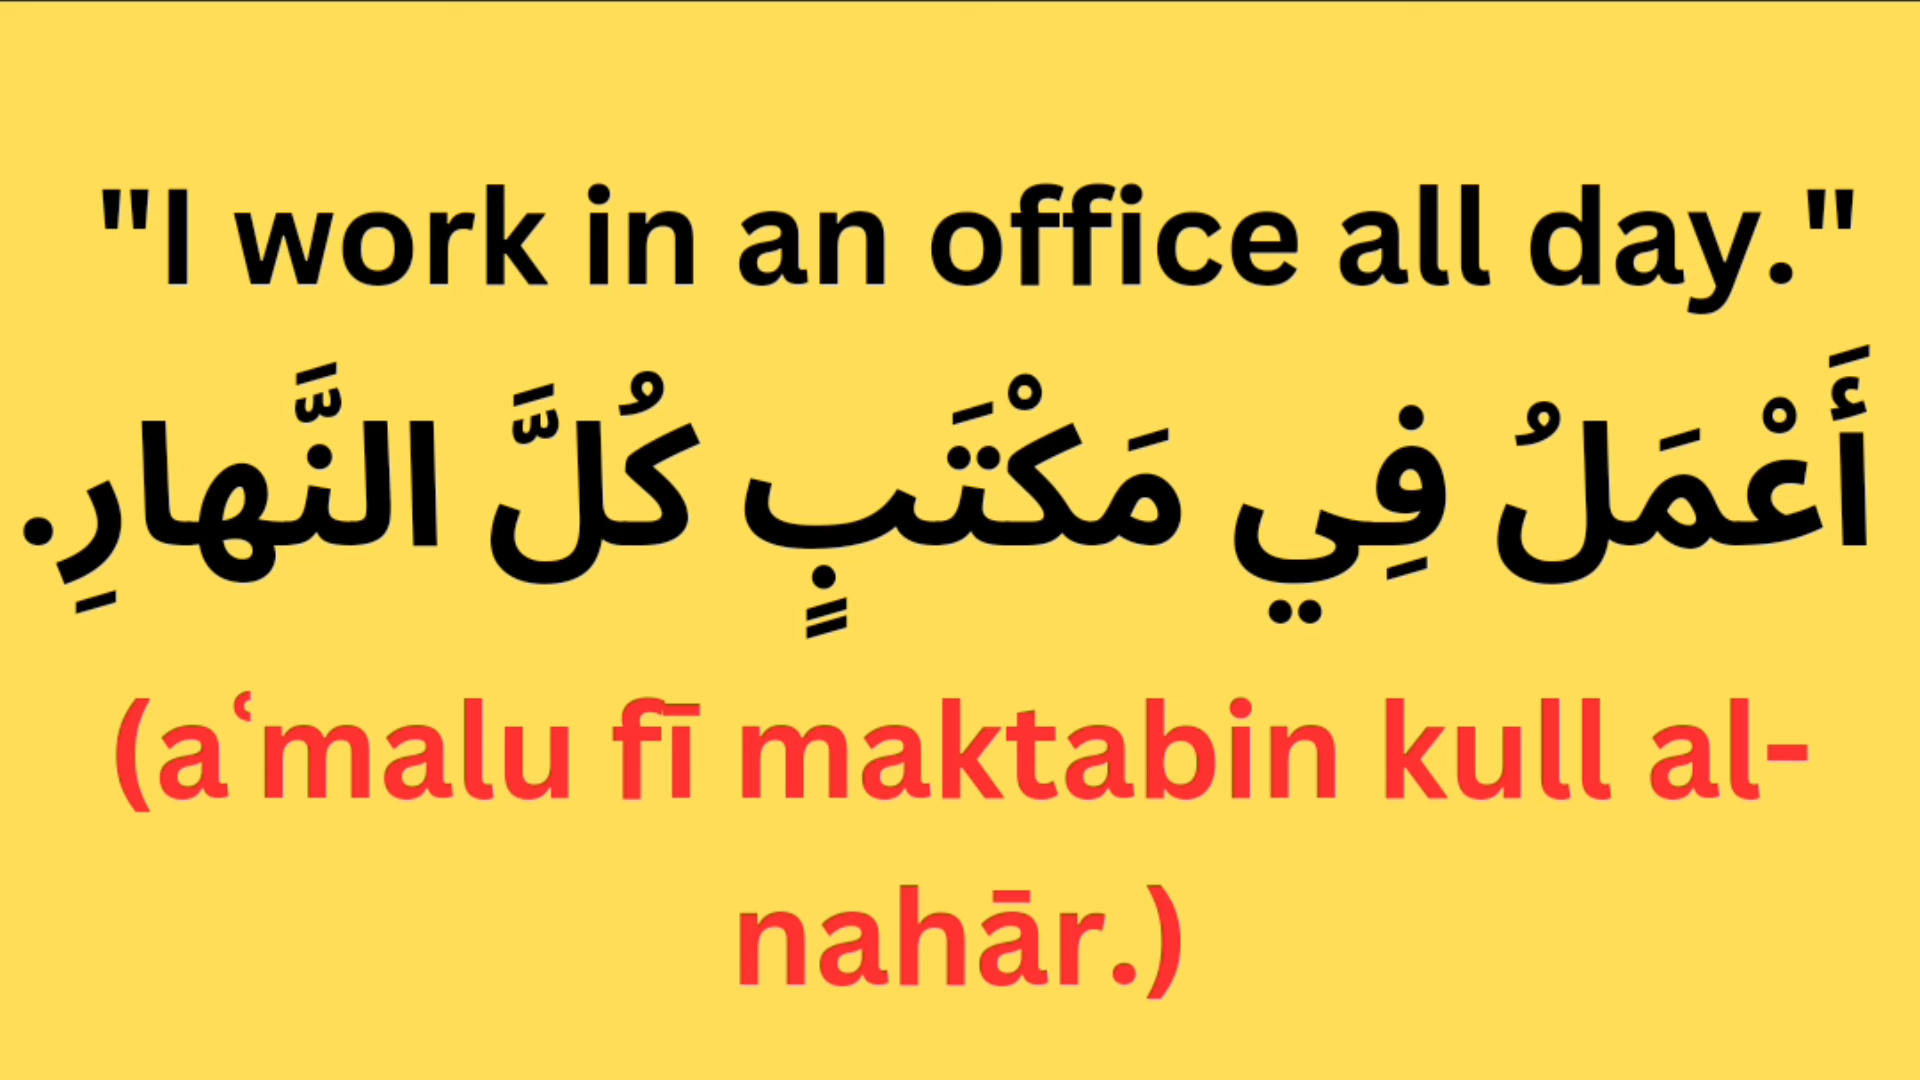 "I work in an office all day."
أَعْمَلُ فِي مَكْتَبٍ كُلَّ النَّهارِ.
(aʿmalu fī maktabin kull al-
nahār.)